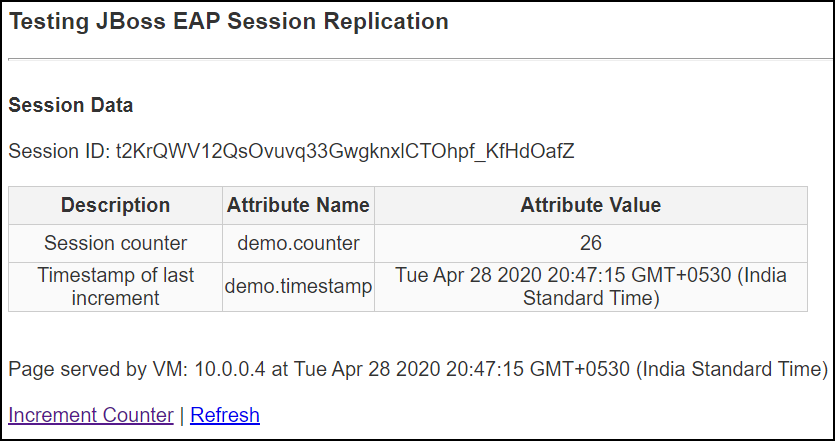 Testing JBoss EAP Session Replication
Session Data
Session ID: t2KrQWV12QsOvuvq33GwgknxlCTOhpf_KfHdOafZ
Description Attribute Name Attribute Value
Session counter demo.counter 26
Timestamp of last increment demo.timestamp Tue Apr 28 2020 20:47:15 GMT+0530 (India Standard Time)
Page served by VM: 10.0.0.4 at Tue Apr 28 2020 20:47:15 GMT+0530 (India Standard Time)
Increment Counter | Refresh